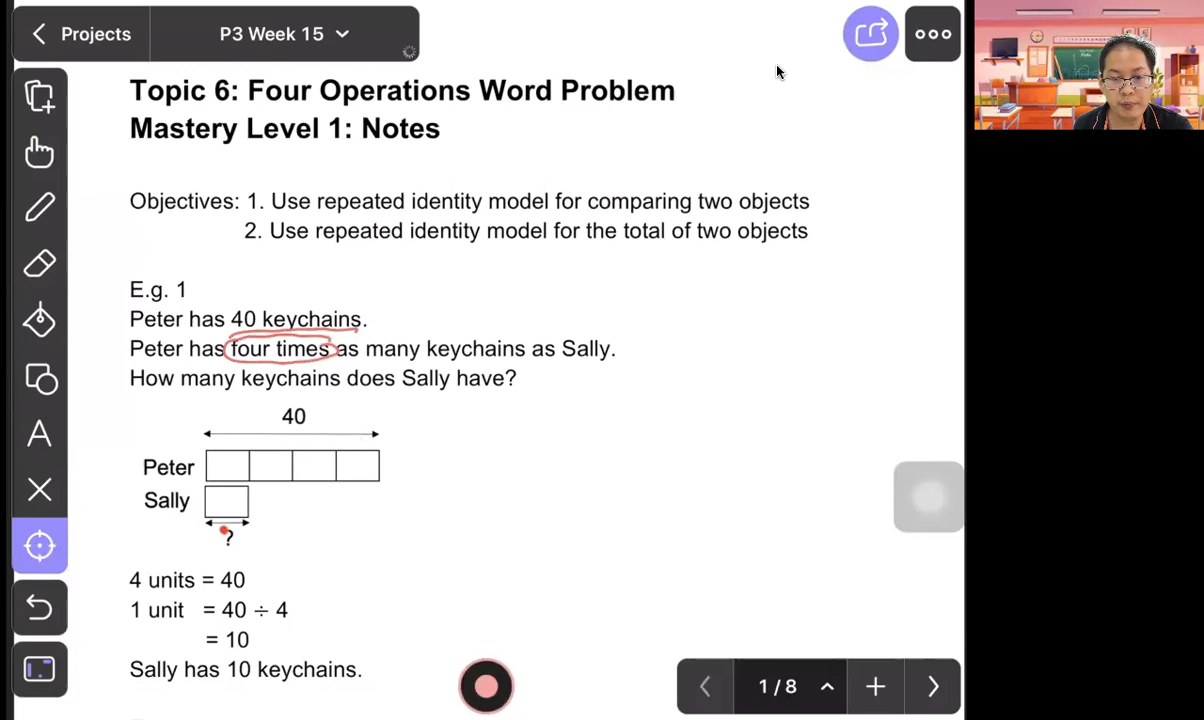 Projects
P3 Week 15
Topic 6: Four Operations Word Problem
Mastery Level 1: Notes
Objectives: 1. Use repeated identity model for comparing two objects
2. Use repeated identity model for the total of two objects
E.g. 1
Peter has 40 keychains.
Peter has four times as many keychains as Sally.
How many keychains does Sally have?
40
Peter
Sally
?
4 units = 40
1 unit = 40 ÷ 4
= 10
Sally has 10 keychains.
1 / 8